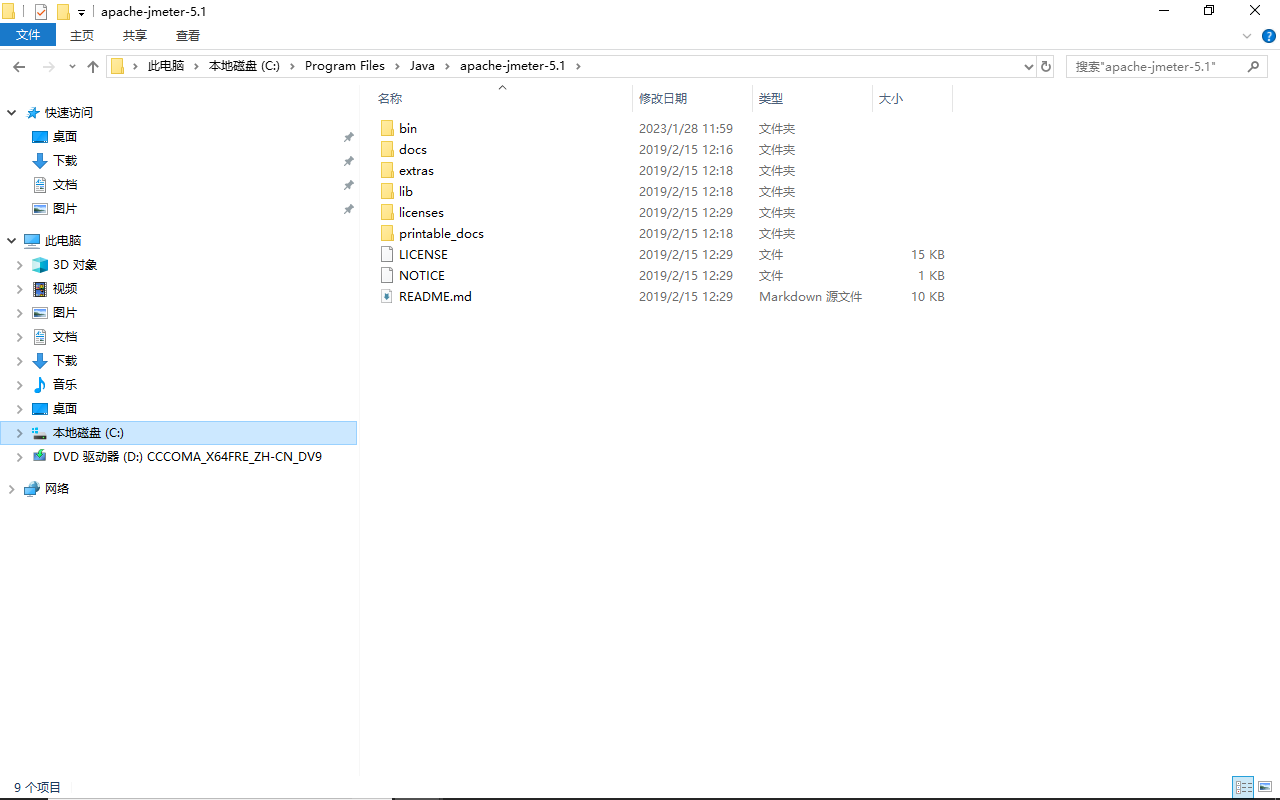 apache-jmeter-5.1
文件 主页 共享 查看
此电脑 本地磁盘 (C:) Program Files Java apache-jmeter-5.1 搜索"apache-jmeter-5.1"
名称 修改日期 类型 大小
快速访问
桌面
下载
文档
图片
此电脑
3D 对象
视频
图片
文档
下载
音乐
桌面
本地磁盘 (C:)
DVD 驱动器 (D:) CCCOMA_X64FRE_ZH-CN_DV9
网络
bin 2023/1/28 11:59 文件夹
docs 2019/2/15 12:16 文件夹
extras 2019/2/15 12:18 文件夹
lib 2019/2/15 12:18 文件夹
licenses 2019/2/15 12:29 文件夹
printable_docs 2019/2/15 12:18 文件夹
LICENSE 2019/2/15 12:29 文件 15 KB
NOTICE 2019/2/15 12:29 文件 1 KB
README.md 2019/2/15 12:29 Markdown 源文件 10 KB
9 个项目